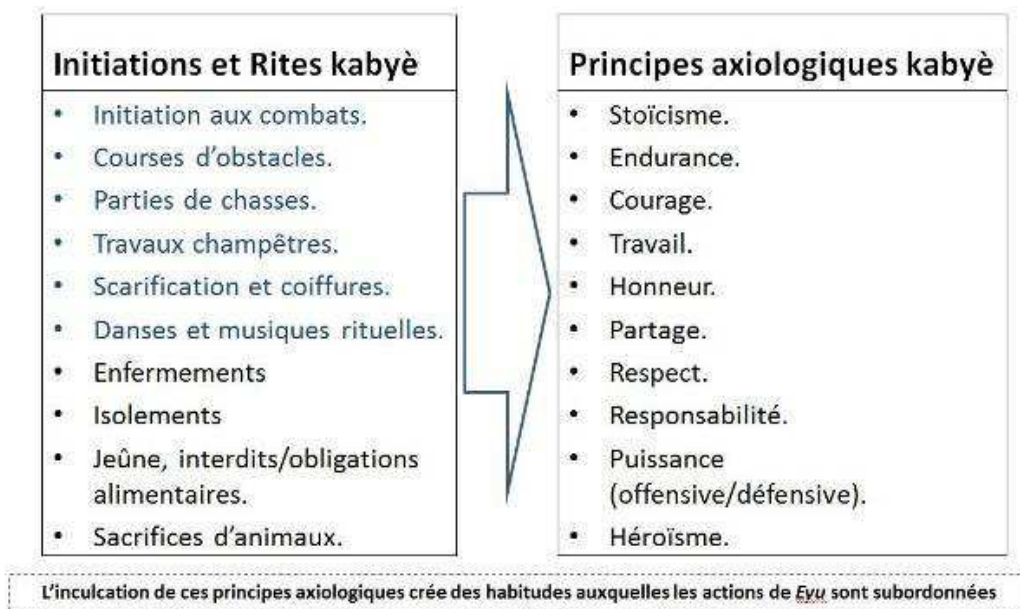 Initiations et Rites kabyè
• Initiation aux combats.
• Courses d'obstacles.
• Parties de chasses.
• Travaux champêtres.
• Scarification et coiffures.
• Danses et musiques rituelles.
• Enfermements
• Isolements
• Jeûne, interdits/obligations
alimentaires.
• Sacrifices d'animaux.
Principes axiologiques kabyè
• Stoïcisme.
• Endurance.
• Courage.
• Travail.
• Honneur.
• Partage.
• Respect.
• Responsabilité.
• Puissance
(offensive/défensive).
• Héroïsme.
L'inculcation de ces principes axiologiques crée des habitudes auxquelles les actions de Eyu sont subordonnées